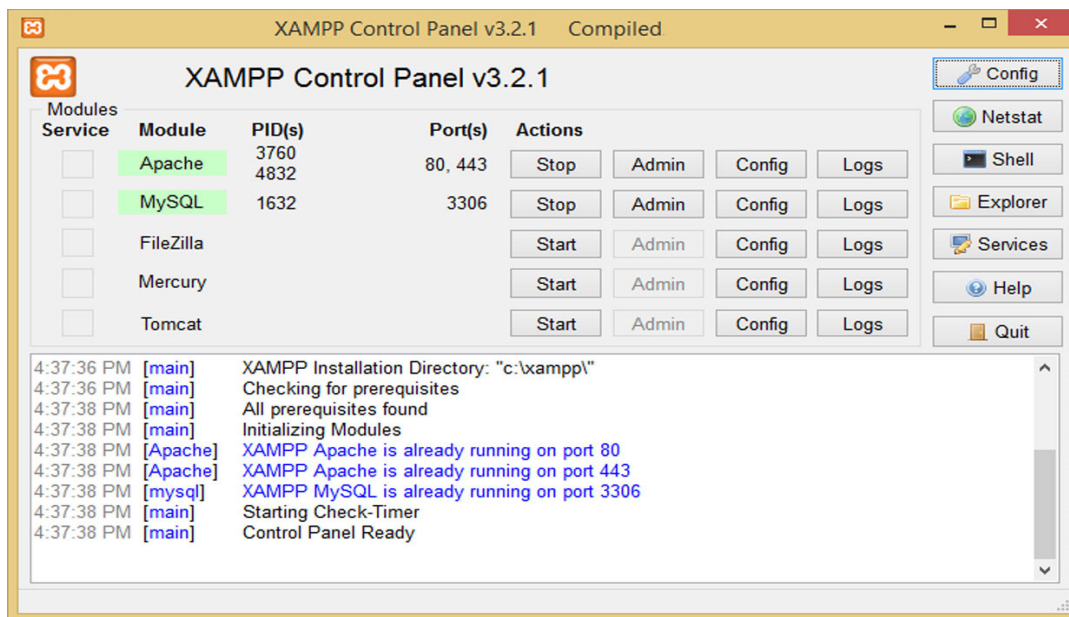 XAMPP Control Panel v3.2.1 Compiled
XAMPP Control Panel v3.2.1
Config
Modules
Service Module PID(s) Port(s) Actions
Netstat
Apache 3760 4832 80, 443 Stop Admin Config Logs
Shell
MySQL 1632 3306 Stop Admin Config Logs
Explorer
FileZilla Start Admin Config Logs
Services
Mercury Start Admin Config Logs
Help
Tomcat Start Admin Config Logs
Quit
4:37:36 PM [main] XAMPP Installation Directory: "c:\xampp\"
4:37:36 PM [main] Checking for prerequisites
4:37:38 PM [main] All prerequisites found
4:37:38 PM [main] Initializing Modules
4:37:38 PM [Apache] XAMPP Apache is already running on port 80
4:37:38 PM [Apache] XAMPP Apache is already running on port 443
4:37:38 PM [mysql] XAMPP MySQL is already running on port 3306
4:37:38 PM [main] Starting Check-Timer
4:37:38 PM [main] Control Panel Ready